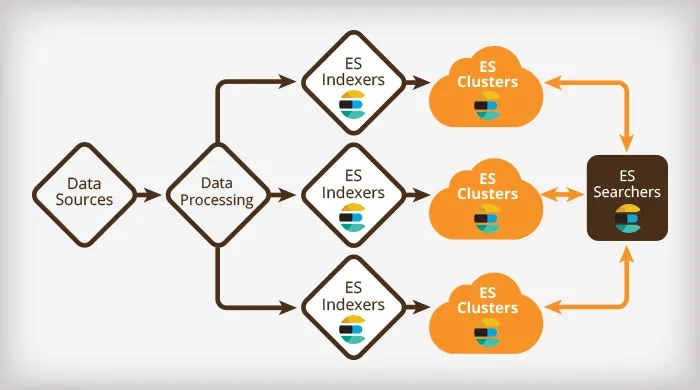 Data
Sources
Data
Processing
ES
Indexers
ES
Clusters
ES
Indexers
ES
Clusters
ES
Searchers
ES
Indexers
ES
Clusters